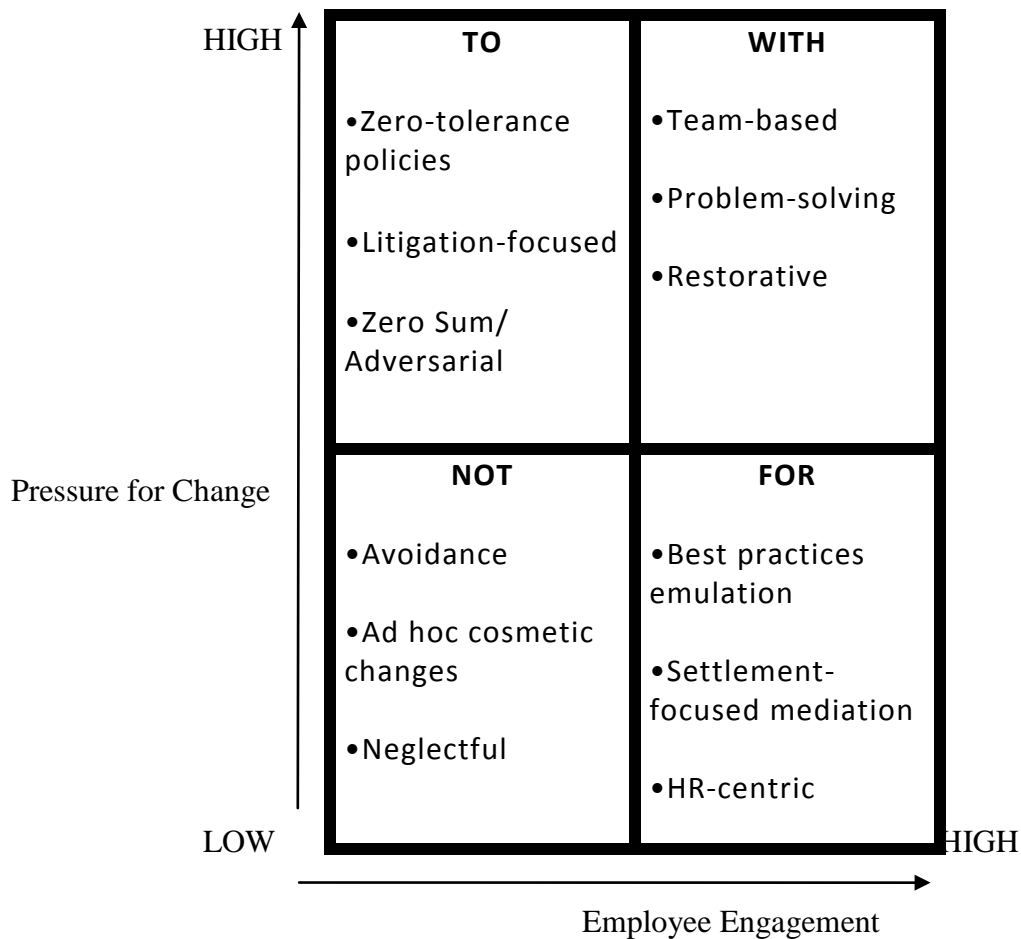 HIGH
TO
•Zero-tolerance
policies
•Litigation-focused
•Zero Sum/
Adversarial
WITH
•Team-based
•Problem-solving
•Restorative
Pressure for Change
NOT
•Avoidance
•Ad hoc cosmetic
changes
•Neglectful
FOR
•Best practices
emulation
•Settlement-
focused mediation
•HR-centric
LOW
HIGH
Employee Engagement